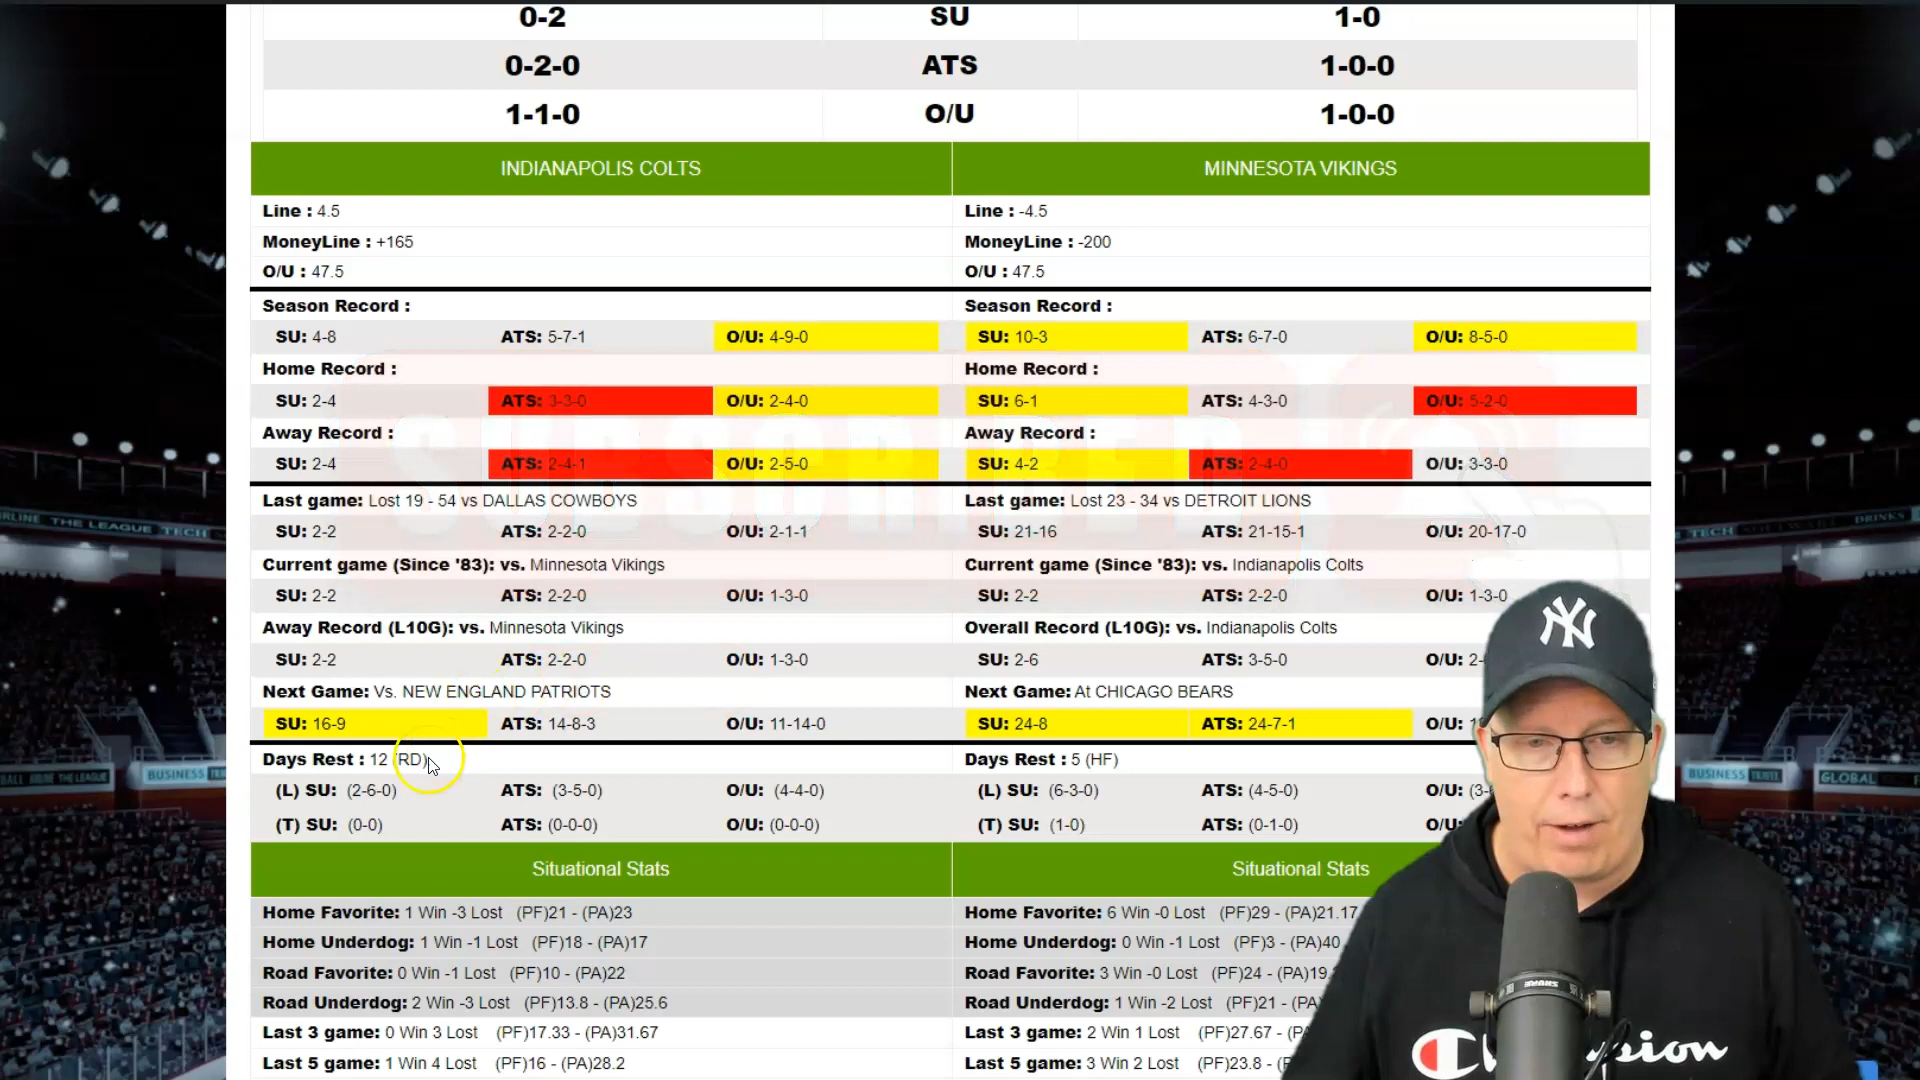 0-2 SU 1-0
0-2-0 ATS 1-0-0
1-1-0 O/U 1-0-0
INDIANAPOLIS COLTS MINNESOTA VIKINGS
Line : 4.5 Line : -4.5
MoneyLine : +165 MoneyLine : -200
O/U : 47.5 O/U : 47.5
Season Record : Season Record :
SU: 4-8 ATS: 5-7-1 O/U: 4-9-0 SU: 10-3 ATS: 6-7-0 O/U: 8-5-0
Home Record : Home Record :
SU: 2-4 ATS: 3-3-0 O/U: 2-4-0 SU: 6-1 ATS: 4-3-0 O/U: 5-2-0
Away Record : Away Record :
SU: 2-4 ATS: 2-4-1 O/U: 2-5-0 SU: 4-2 ATS: 2-4-0 O/U: 3-3-0
Last game: Lost 19 - 54 vs DALLAS COWBOYS Last game: Lost 23 - 34 vs DETROIT LIONS
SU: 2-2 ATS: 2-2-0 O/U: 2-1-1 SU: 21-16 ATS: 21-15-1 O/U: 20-17-0
Current game (Since '83): vs. Minnesota Vikings Current game (Since '83): vs. Indianapolis Colts
SU: 2-2 ATS: 2-2-0 O/U: 1-3-0 SU: 2-2 ATS: 2-2-0 O/U: 1-3-0
Away Record (L10G): vs. Minnesota Vikings Overall Record (L10G): vs. Indianapolis Colts
SU: 2-2 ATS: 2-2-0 O/U: 1-3-0 SU: 2-6 ATS: 3-5-0 O/U:
Next Game: Vs. NEW ENGLAND PATRIOTS Next Game: At CHICAGO BEARS
SU: 16-9 ATS: 14-8-3 O/U: 11-14-0 SU: 24-8 ATS: 24-7-1 O/U:
Days Rest : 12 (RD) Days Rest : 5 (HF)
(L) SU: (2-6-0) ATS: (3-5-0) O/U: (4-4-0) (L) SU: (6-3-0) ATS: (4-5-0) O/U:
(T) SU: (0-0) ATS: (0-0-0) O/U: (0-0-0) (T) SU: (1-0) ATS: (0-1-0) O/U:
Situational Stats Situational Stats
Home Favorite: 1 Win -3 Lost (PF)21 - (PA)23 Home Favorite: 6 Win -0 Lost (PF)29 - (PA)21.17
Home Underdog: 1 Win -1 Lost (PF)18 - (PA)17 Home Underdog: 0 Win -1 Lost (PF)3 - (PA)40
Road Favorite: 0 Win -1 Lost (PF)10 - (PA)22 Road Favorite: 3 Win -0 Lost (PF)24 - (PA)19
Road Underdog: 2 Win -3 Lost (PF)13.8 - (PA)25.6 Road Underdog: 1 Win -2 Lost (PF)21 -
Last 3 game: 0 Win 3 Lost (PF)17.33 - (PA)31.67 Last 3 game: 2 Win 1 Lost (PF)27.67 -
Last 5 game: 1 Win 4 Lost (PF)16 - (PA)28.2 Last 5 game: 3 Win 2 Lost (PF)23.8 -
SUBSCRIBED
NY
SHURE
THE LEAGUE TECH
BUSINESS
TECH
DRINKS
BUSINESS TRAVEL
GLOBAL